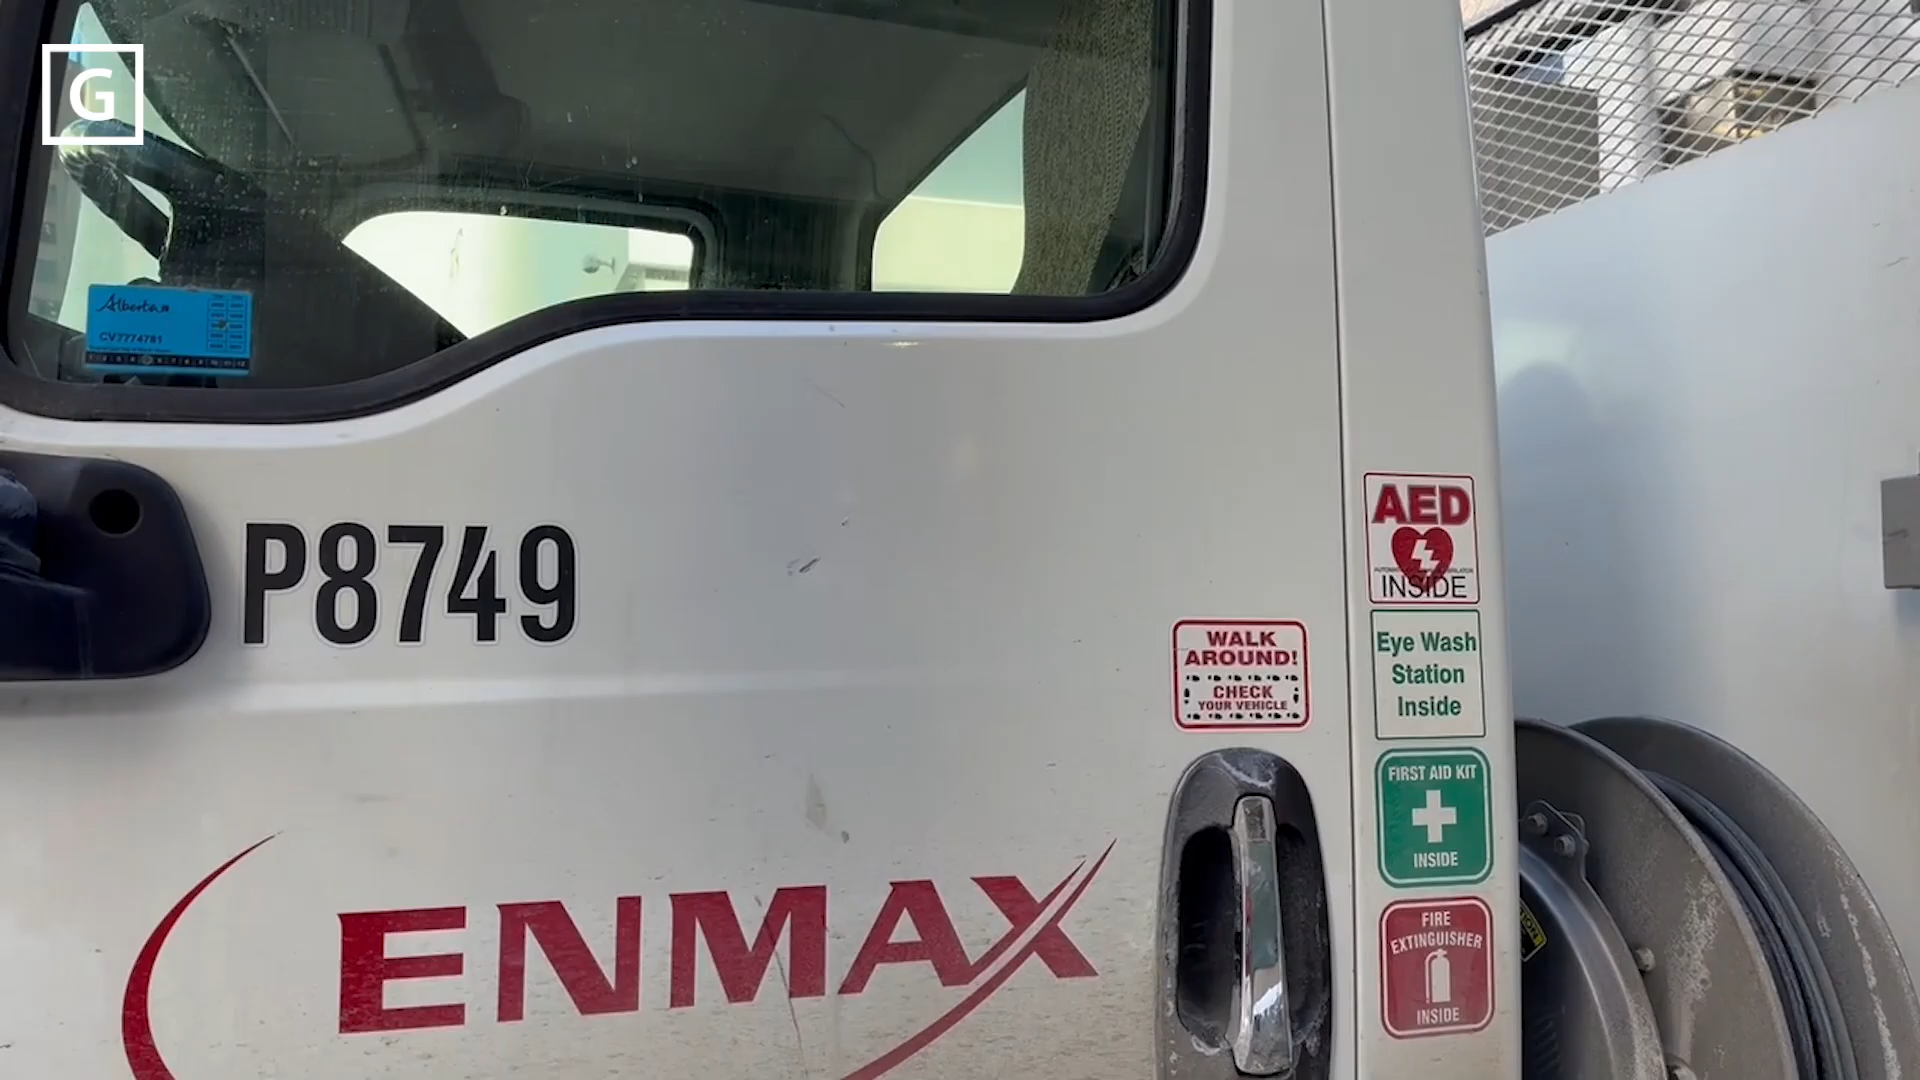 G
Alberta
CV7774781
P8749
AED
INSIDE
WALK
AROUND!
CHECK
YOUR VEHICLE
Eye Wash
Station
Inside
FIRST AID KIT
INSIDE
ENMAX
FIRE
EXTINGUISHER
INSIDE